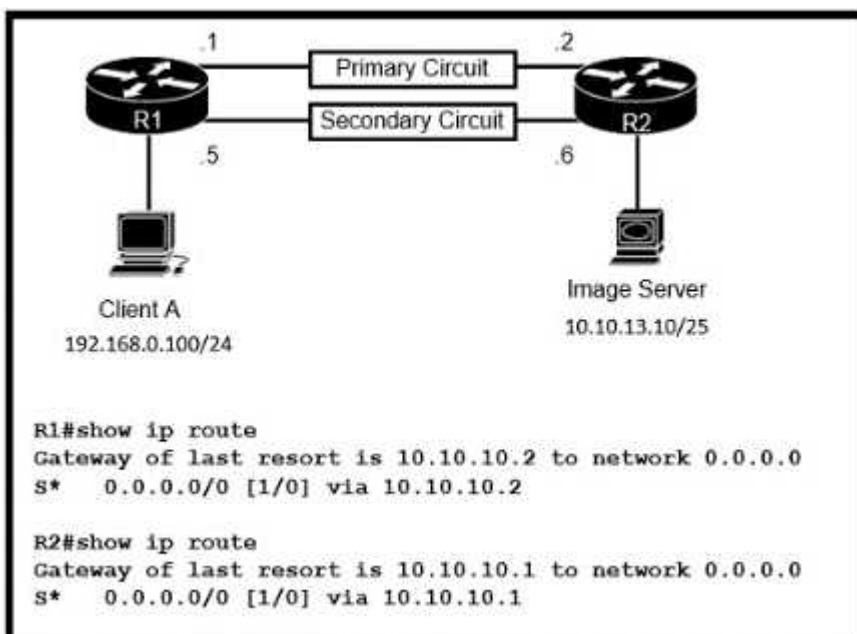 .1
.2
Primary Circuit
R1
Secondary Circuit
R2
.5
.6
Client A
192.168.0.100/24
Image Server
10.10.13.10/25
R1#show ip route
Gateway of last resort is 10.10.10.2 to network 0.0.0.0
S* 0.0.0.0/0 [1/0] via 10.10.10.2
R2#show ip route
Gateway of last resort is 10.10.10.1 to network 0.0.0.0
S* 0.0.0.0/0 [1/0] via 10.10.10.1